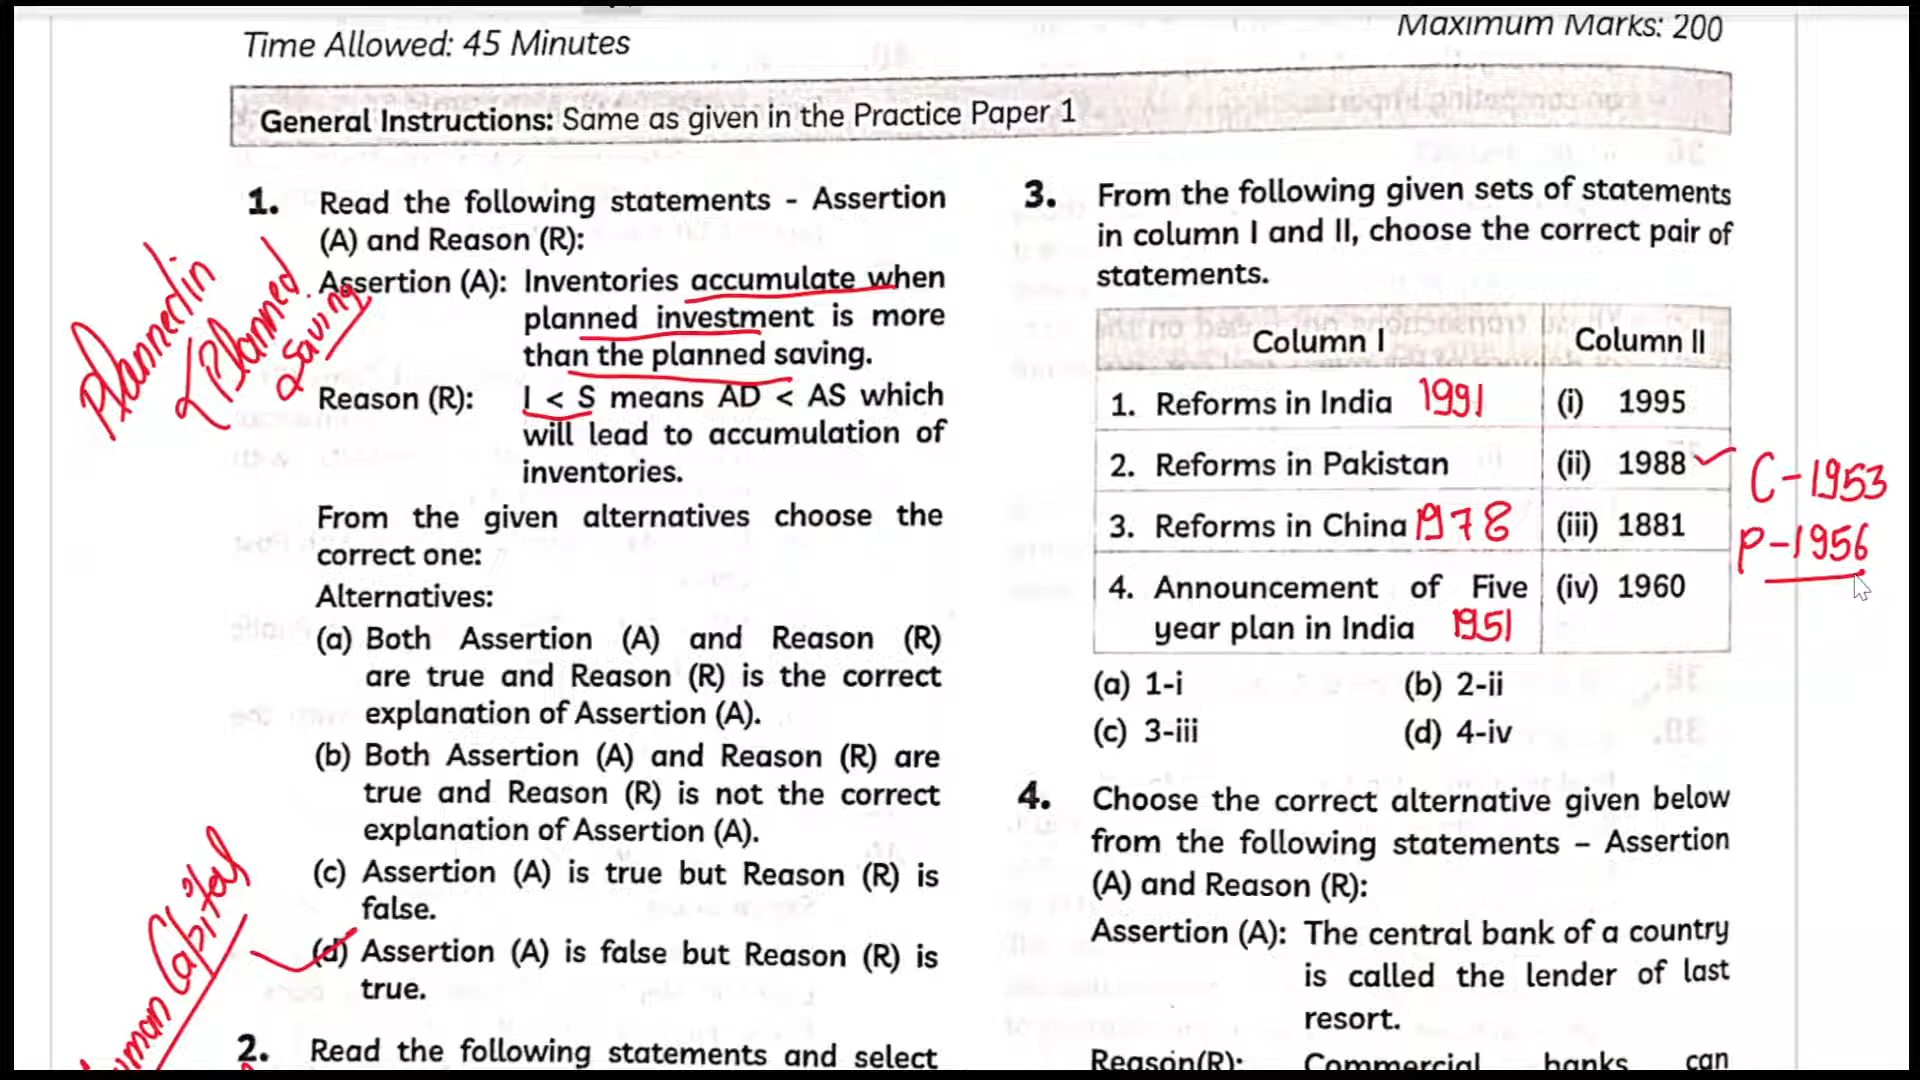 Time Allowed: 45 Minutes
Maximum Marks: 200
General Instructions: Same as given in the Practice Paper 1
1. Read the following statements - Assertion
(A) and Reason (R):
Assertion (A): Inventories accumulate when
planned investment is more
than the planned saving.
Reason (R): I < S means AD < AS which
will lead to accumulation of
inventories.
From the given alternatives choose the
correct one:
Alternatives:
(a) Both Assertion (A) and Reason (R)
are true and Reason (R) is the correct
explanation of Assertion (A).
(b) Both Assertion (A) and Reason (R) are
true and Reason (R) is not the correct
explanation of Assertion (A).
(c) Assertion (A) is true but Reason (R) is
false.
(d) Assertion (A) is false but Reason (R) is
true.
2. Read the following statements and select
Planned in
< Planned
Saving
Capital
3. From the following given sets of statements
in column I and II, choose the correct pair of
statements.
Column I Column II
1. Reforms in India 1991 (i) 1995
2. Reforms in Pakistan (ii) 1988
3. Reforms in China 1978 (iii) 1881
4. Announcement of Five (iv) 1960
year plan in India 1951
C-1953
P-1956
(a) 1-i (b) 2-ii
(c) 3-iii (d) 4-iv
4. Choose the correct alternative given below
from the following statements – Assertion
(A) and Reason (R):
Assertion (A): The central bank of a country
is called the lender of last
resort.
Reason(R): Commercial banks can